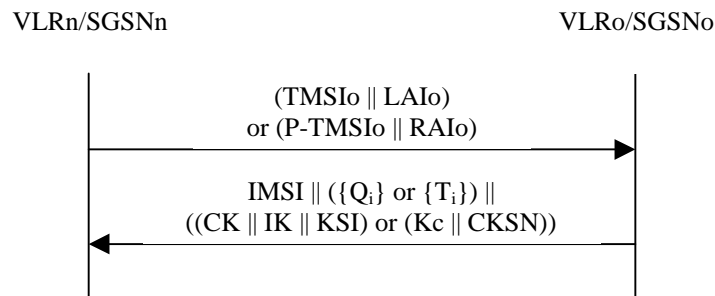 VLRn/SGSNn
VLRo/SGSNo
(TMSIo || LAIo)
or (P-TMSIo || RAIo)
IMSI || ({Qi} or {Ti}) ||
((CK || IK || KSI) or (Kc || CKSN))